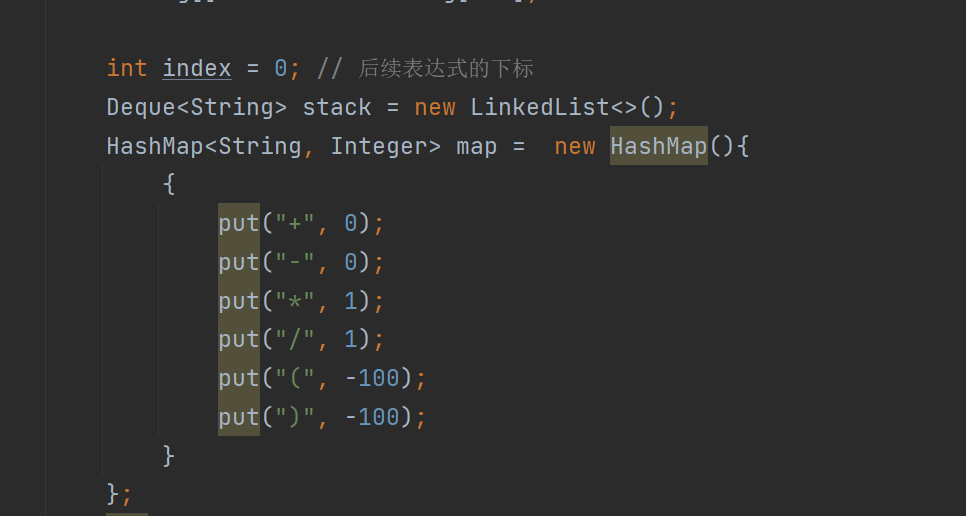 int index = 0; // 后续表达式的下标
Deque<String> stack = new LinkedList<>();
HashMap<String, Integer> map =  new HashMap(){
{
put("+", 0);
put("-", 0);
put("*", 1);
put("/", 1);
put("(", -100);
put(")", -100);
}
};